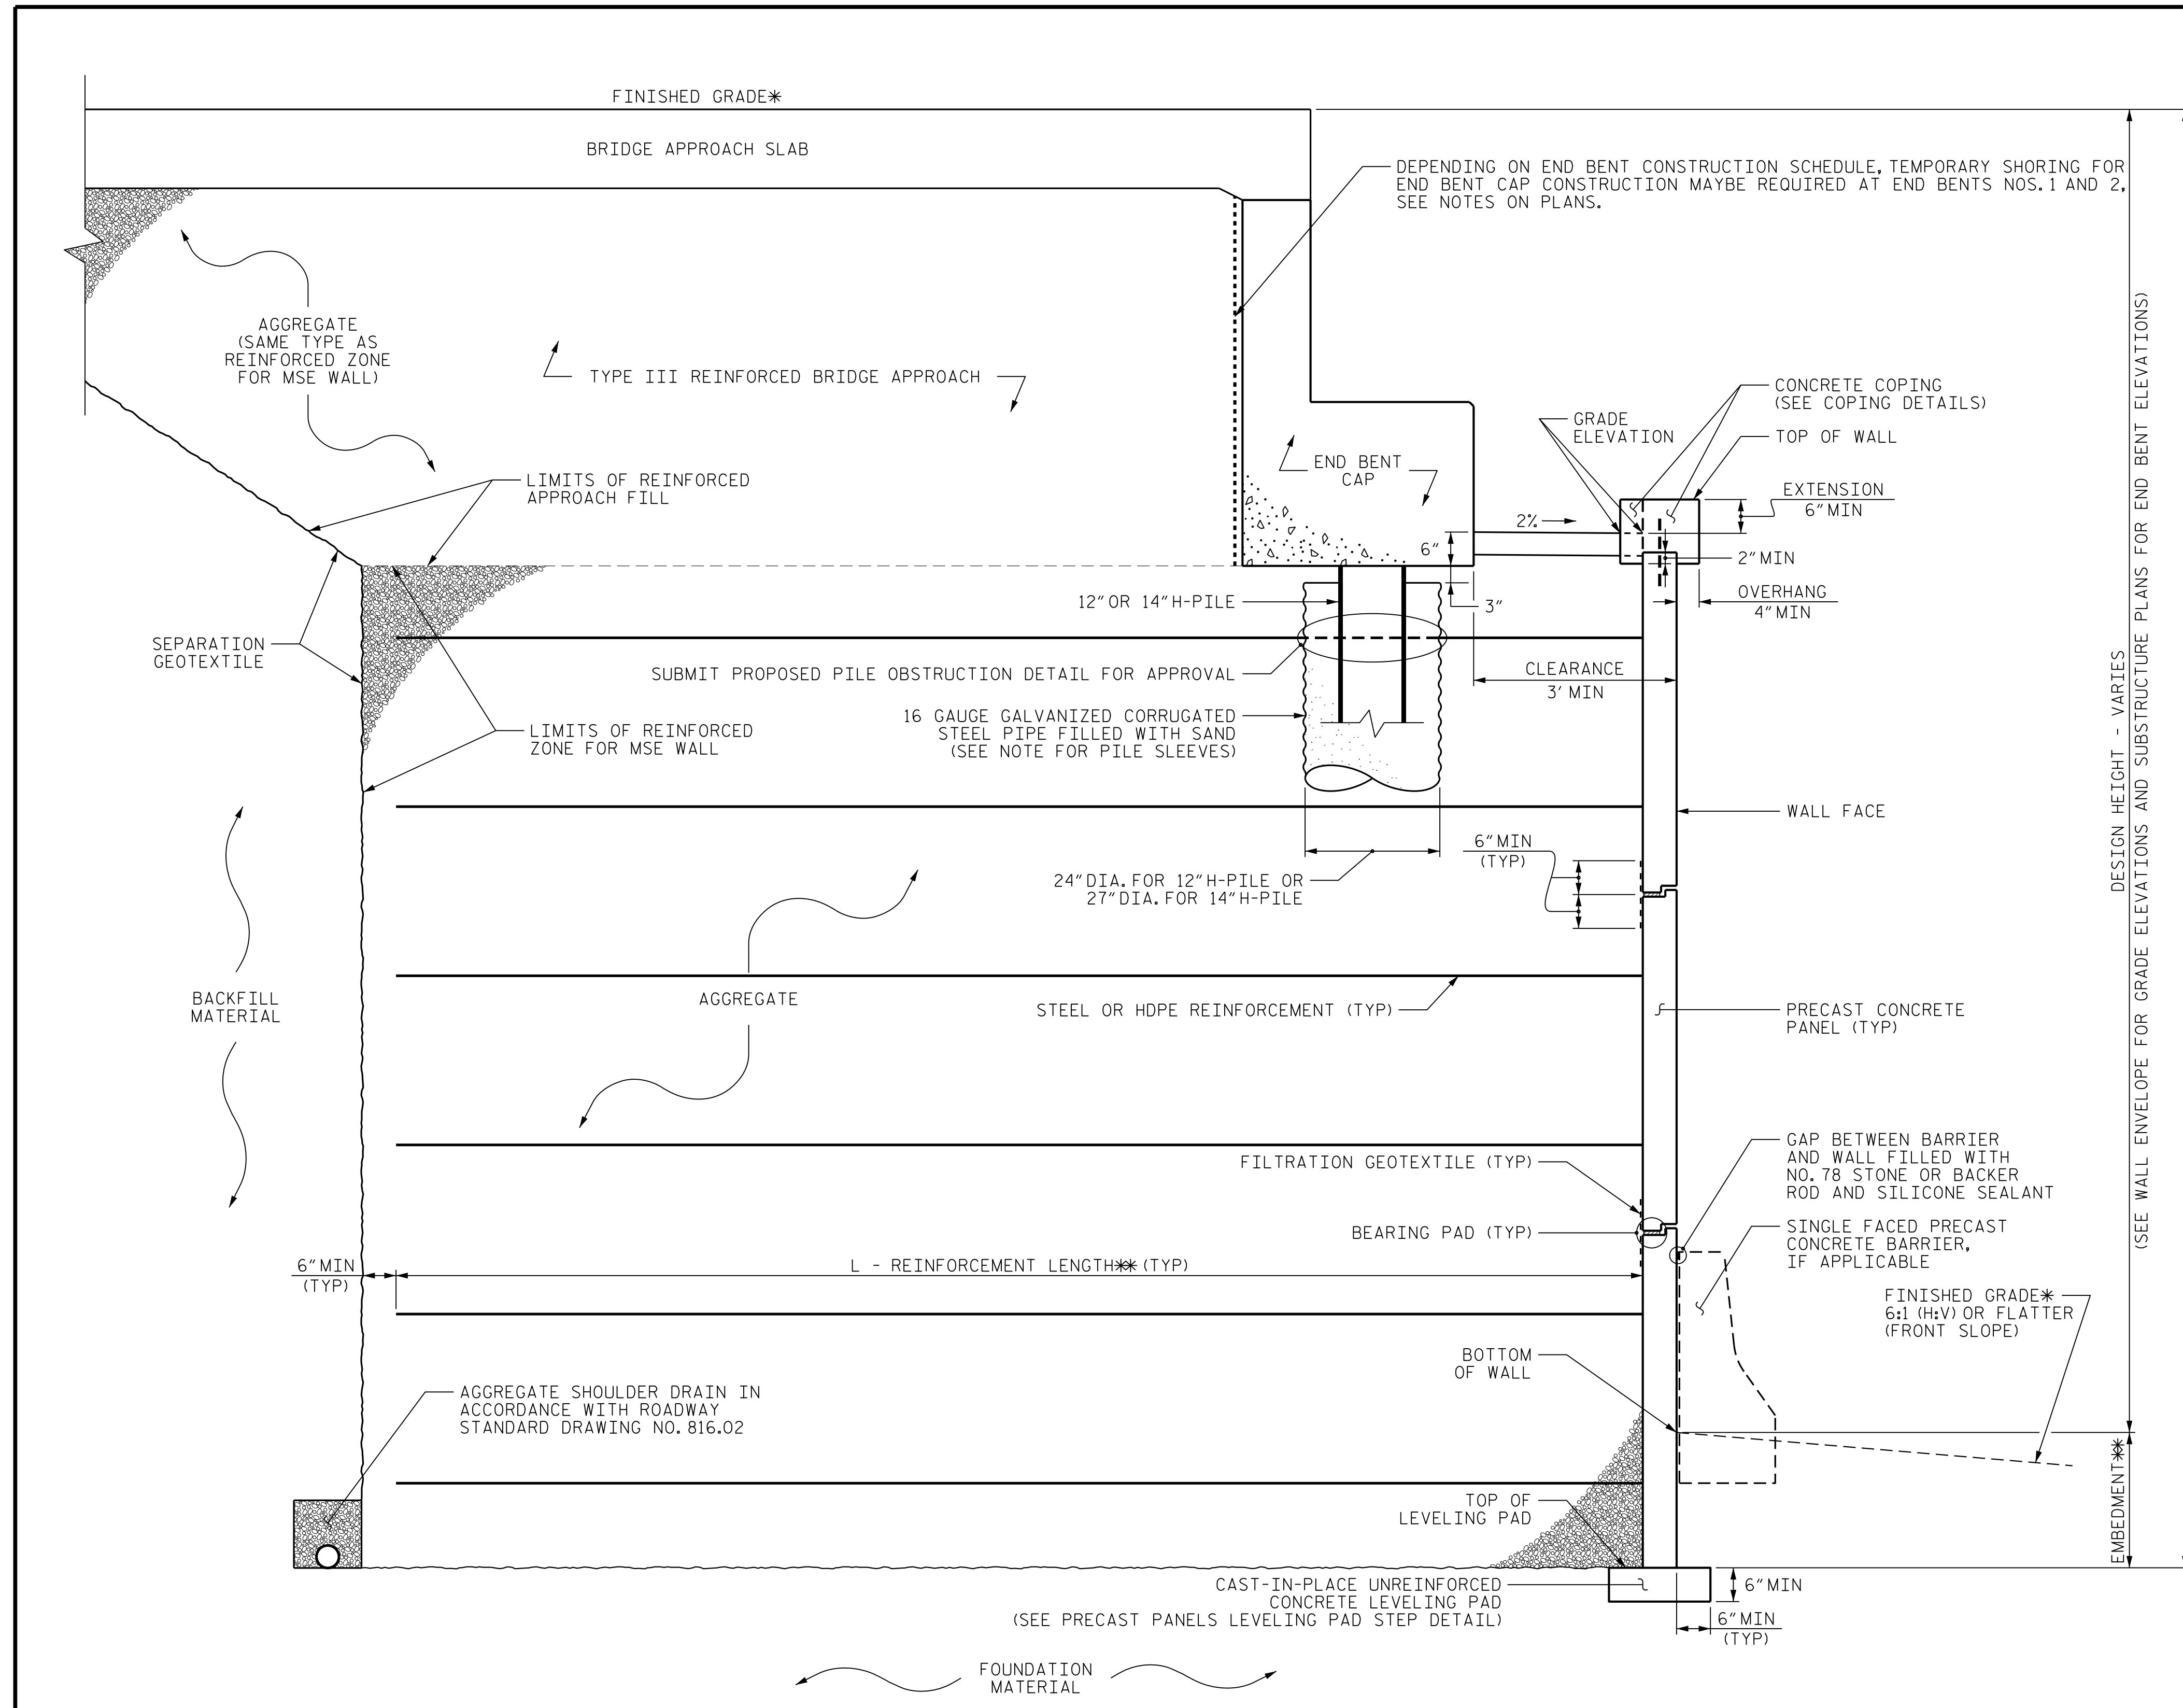 FINISHED GRADE*
BRIDGE APPROACH SLAB
DEPENDING ON END BENT CONSTRUCTION SCHEDULE, TEMPORARY SHORING FOR
END BENT CAP CONSTRUCTION MAYBE REQUIRED AT END BENTS NOS. 1 AND 2,
SEE NOTES ON PLANS.
AGGREGATE
(SAME TYPE AS
REINFORCED ZONE
FOR MSE WALL)
TYPE III REINFORCED BRIDGE APPROACH
CONCRETE COPING
(SEE COPING DETAILS)
GRADE
ELEVATION
TOP OF WALL
END BENT
CAP
LIMITS OF REINFORCED
APPROACH FILL
EXTENSION
6" MIN
2%
6"
2" MIN
OVERHANG
4" MIN
12" OR 14" H-PILE
3"
SEPARATION
GEOTEXTILE
SUBMIT PROPOSED PILE OBSTRUCTION DETAIL FOR APPROVAL
CLEARANCE
3' MIN
16 GAUGE GALVANIZED CORRUGATED
STEEL PIPE FILLED WITH SAND
(SEE NOTE FOR PILE SLEEVES)
LIMITS OF REINFORCED
ZONE FOR MSE WALL
WALL FACE
6" MIN
(TYP)
24" DIA. FOR 12" H-PILE OR
27" DIA. FOR 14" H-PILE
BACKFILL
MATERIAL
AGGREGATE
STEEL OR HDPE REINFORCEMENT (TYP)
PRECAST CONCRETE
PANEL (TYP)
DESIGN HEIGHT - VARIES
(SEE WALL ENVELOPE FOR GRADE ELEVATIONS AND SUBSTRUCTURE PLANS FOR END BENT ELEVATIONS)
FILTRATION GEOTEXTILE (TYP)
GAP BETWEEN BARRIER
AND WALL FILLED WITH
NO. 78 STONE OR BACKER
ROD AND SILICONE SEALANT
BEARING PAD (TYP)
SINGLE FACED PRECAST
CONCRETE BARRIER,
IF APPLICABLE
6" MIN
(TYP)
L - REINFORCEMENT LENGTH** (TYP)
FINISHED GRADE*
6:1 (H:V) OR FLATTER
(FRONT SLOPE)
BOTTOM
OF WALL
AGGREGATE SHOULDER DRAIN IN
ACCORDANCE WITH ROADWAY
STANDARD DRAWING NO. 816.02
EMBEDMENT**
TOP OF
LEVELING PAD
CAST-IN-PLACE UNREINFORCED
CONCRETE LEVELING PAD
(SEE PRECAST PANELS LEVELING PAD STEP DETAIL)
6" MIN
6" MIN
(TYP)
FOUNDATION
MATERIAL